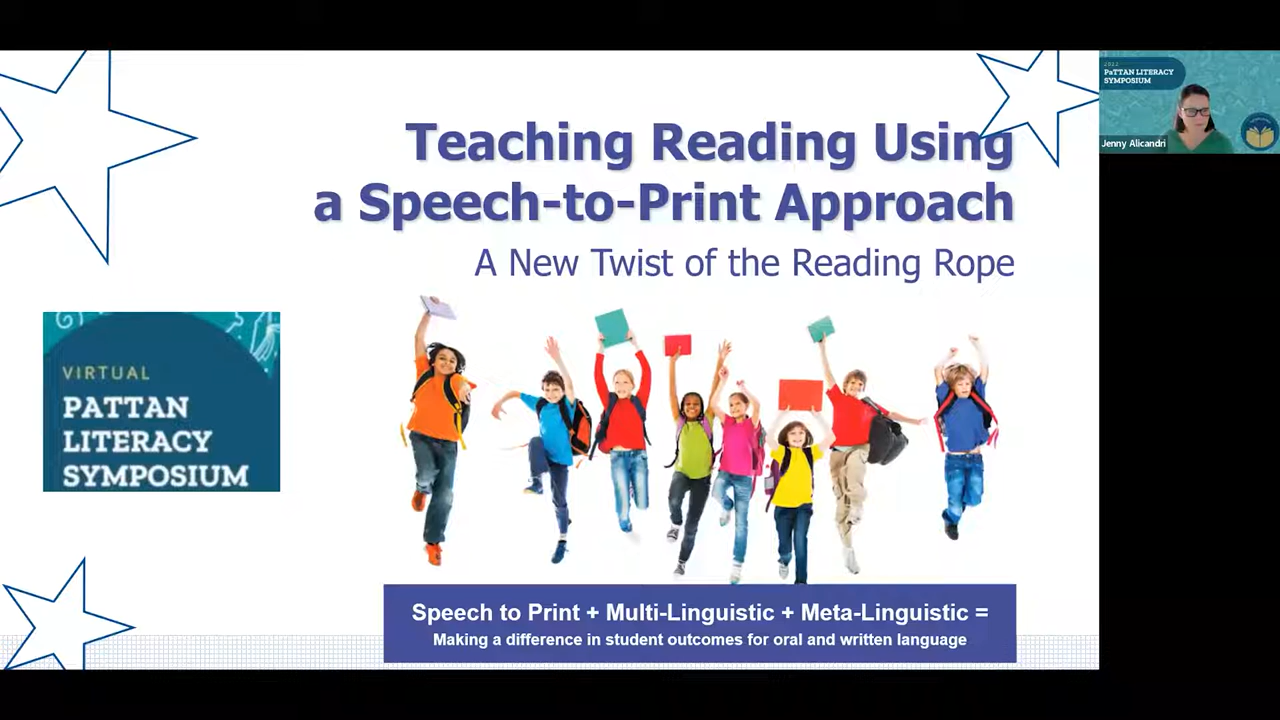 Teaching Reading Using
a Speech-to-Print Approach
A New Twist of the Reading Rope
VIRTUAL
PATTAN
LITERACY
SYMPOSIUM
Speech to Print + Multi-Linguistic + Meta-Linguistic =
Making a difference in student outcomes for oral and written language
2022
PaTTAN LITERACY
SYMPOSIUM
Jenny Alicandri